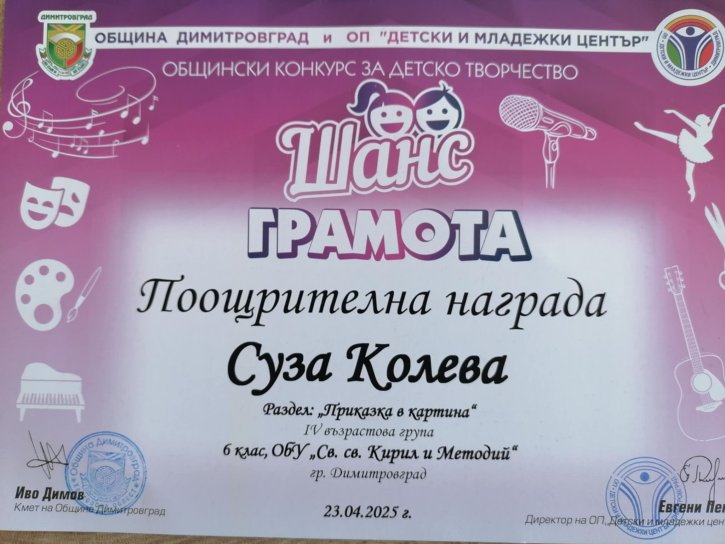 ДИМИТРОВГРАД
ОБЩИНА ДИМИТРОВГРАД и ОП "ДЕТСКИ И МЛАДЕЖКИ ЦЕНТЪР"
ОБЩИНСКИ КОНКУРС ЗА ДЕТСКО ТВОРЧЕСТВО
Шанс
ГРАМОТА
Поощрителна награда
Суза Колева
Раздел: „Приказка в картина“
IV възрастова група
6 клас, ОбУ „Св. св. Кирил и Методий“
гр. Димитровград
Иво Димов
Кмет на Община Димитровград
23.04.2025 г.
Евгени
Директор на ОП „Детски и младежки